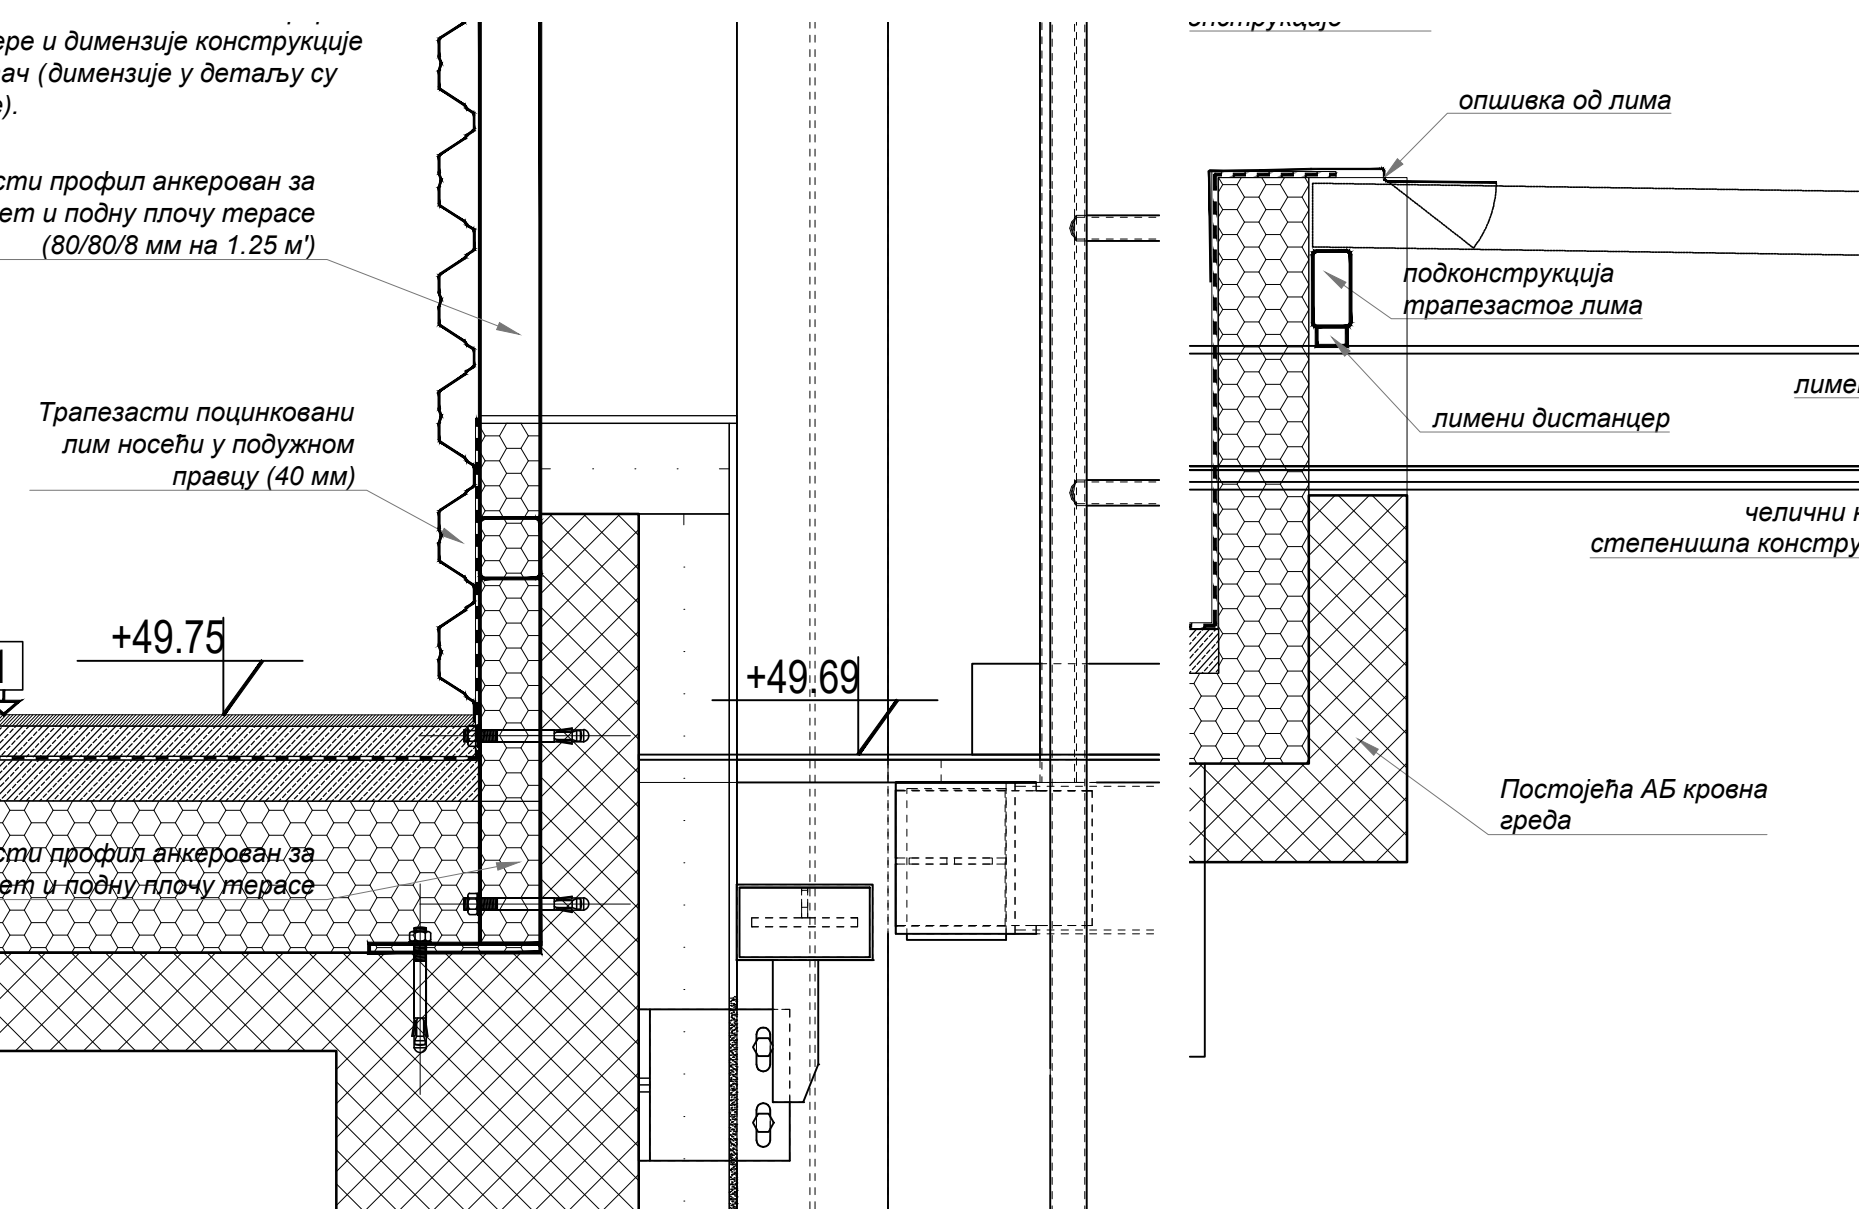 ере и димензије конструкције
ач (димензије у детаљу су
е).
сти профил анкерован за
ет и подну плочу терасе
(80/80/8 мм на 1.25 м')
Трапезасти поцинковани
лим носећи у подужном
правцу (40 мм)
+49.75
сти профил анкерован за
ет и подну плочу терасе
+49.69
опшивка од лима
подконструкција
трапезастог лима
лимени дистанцер
лиме
челични
степенишпа констру
Постојећа АБ кровна
греда